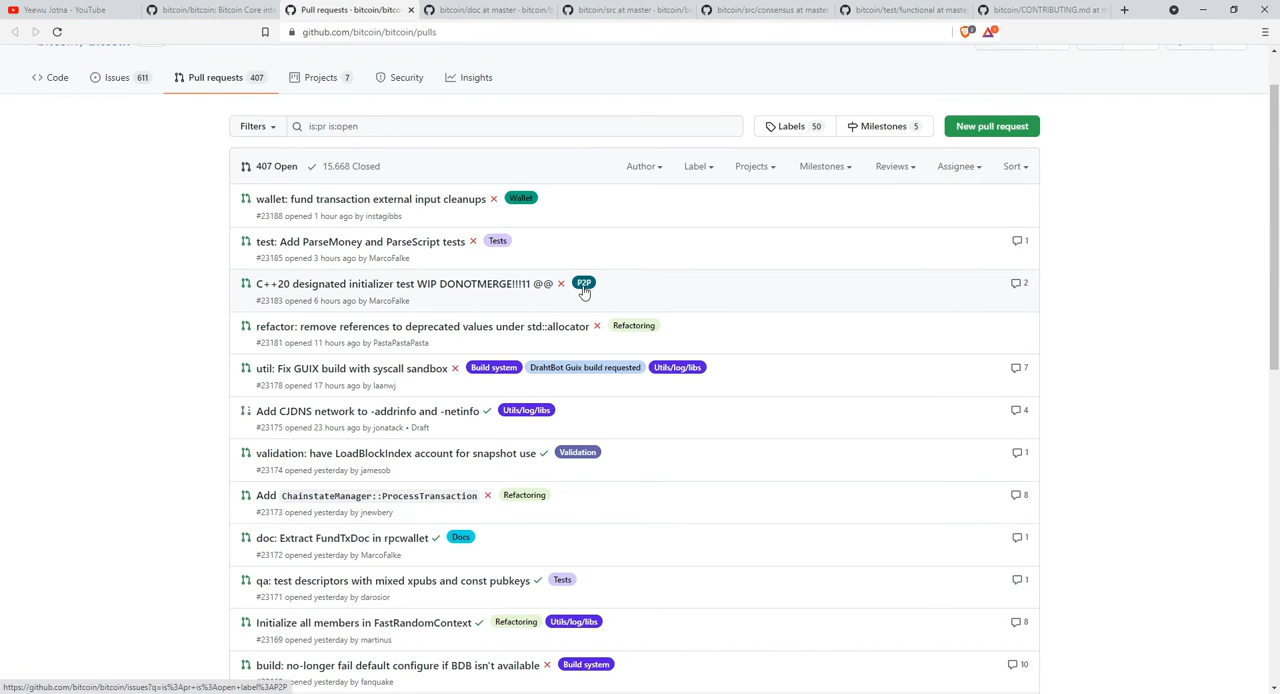 Yeewu Jotna - YouTube
bitcoin/bitcoin: Bitcoin Core inte
Pull requests · bitcoin/bitco
bitcoin/doc at master · bitcoin/b
bitcoin/src at master · bitcoin/bi
bitcoin/src/consensus at master
bitcoin/test/functional at master
bitcoin/CONTRIBUTING.md at m
github.com/bitcoin/bitcoin/pulls
Code
Issues 611
Pull requests 407
Projects 7
Security
Insights
Filters
is:pr is:open
Labels 50
Milestones 5
New pull request
407 Open
15,668 Closed
Author
Label
Projects
Milestones
Reviews
Assignee
Sort
wallet: fund transaction external input cleanups Wallet
#23188 opened 1 hour ago by instagibbs
test: Add ParseMoney and ParseScript tests Tests 1
#23185 opened 3 hours ago by MarcoFalke
C++20 designated initializer test WIP DONOTMERGE!!!11 @@ P2P 2
#23183 opened 6 hours ago by MarcoFalke
refactor: remove references to deprecated values under std::allocator Refactoring
#23181 opened 11 hours ago by PastaPastaPasta
util: Fix GUIX build with syscall sandbox Build system DrahtBot Guix build requested Utils/log/libs 7
#23178 opened 17 hours ago by laanwj
Add CJDNS network to -addrinfo and -netinfo Utils/log/libs 4
#23175 opened 23 hours ago by jonatack • Draft
validation: have LoadBlockIndex account for snapshot use Validation 1
#23174 opened yesterday by jamesob
Add ChainstateManager::ProcessTransaction Refactoring 8
#23173 opened yesterday by jnewbery
doc: Extract FundTxDoc in rpcwallet Docs 1
#23172 opened yesterday by MarcoFalke
qa: test descriptors with mixed xpubs and const pubkeys Tests 1
#23171 opened yesterday by darosior
Initialize all members in FastRandomContext Refactoring Utils/log/libs 8
#23169 opened yesterday by martinus
build: no-longer fail default configure if BDB isn't available Build system 10
opened yesterday by fanquake
https://github.com/bitcoin/bitcoin/issues?q=is%3Apr+is%3Aopen+label%3AP2P